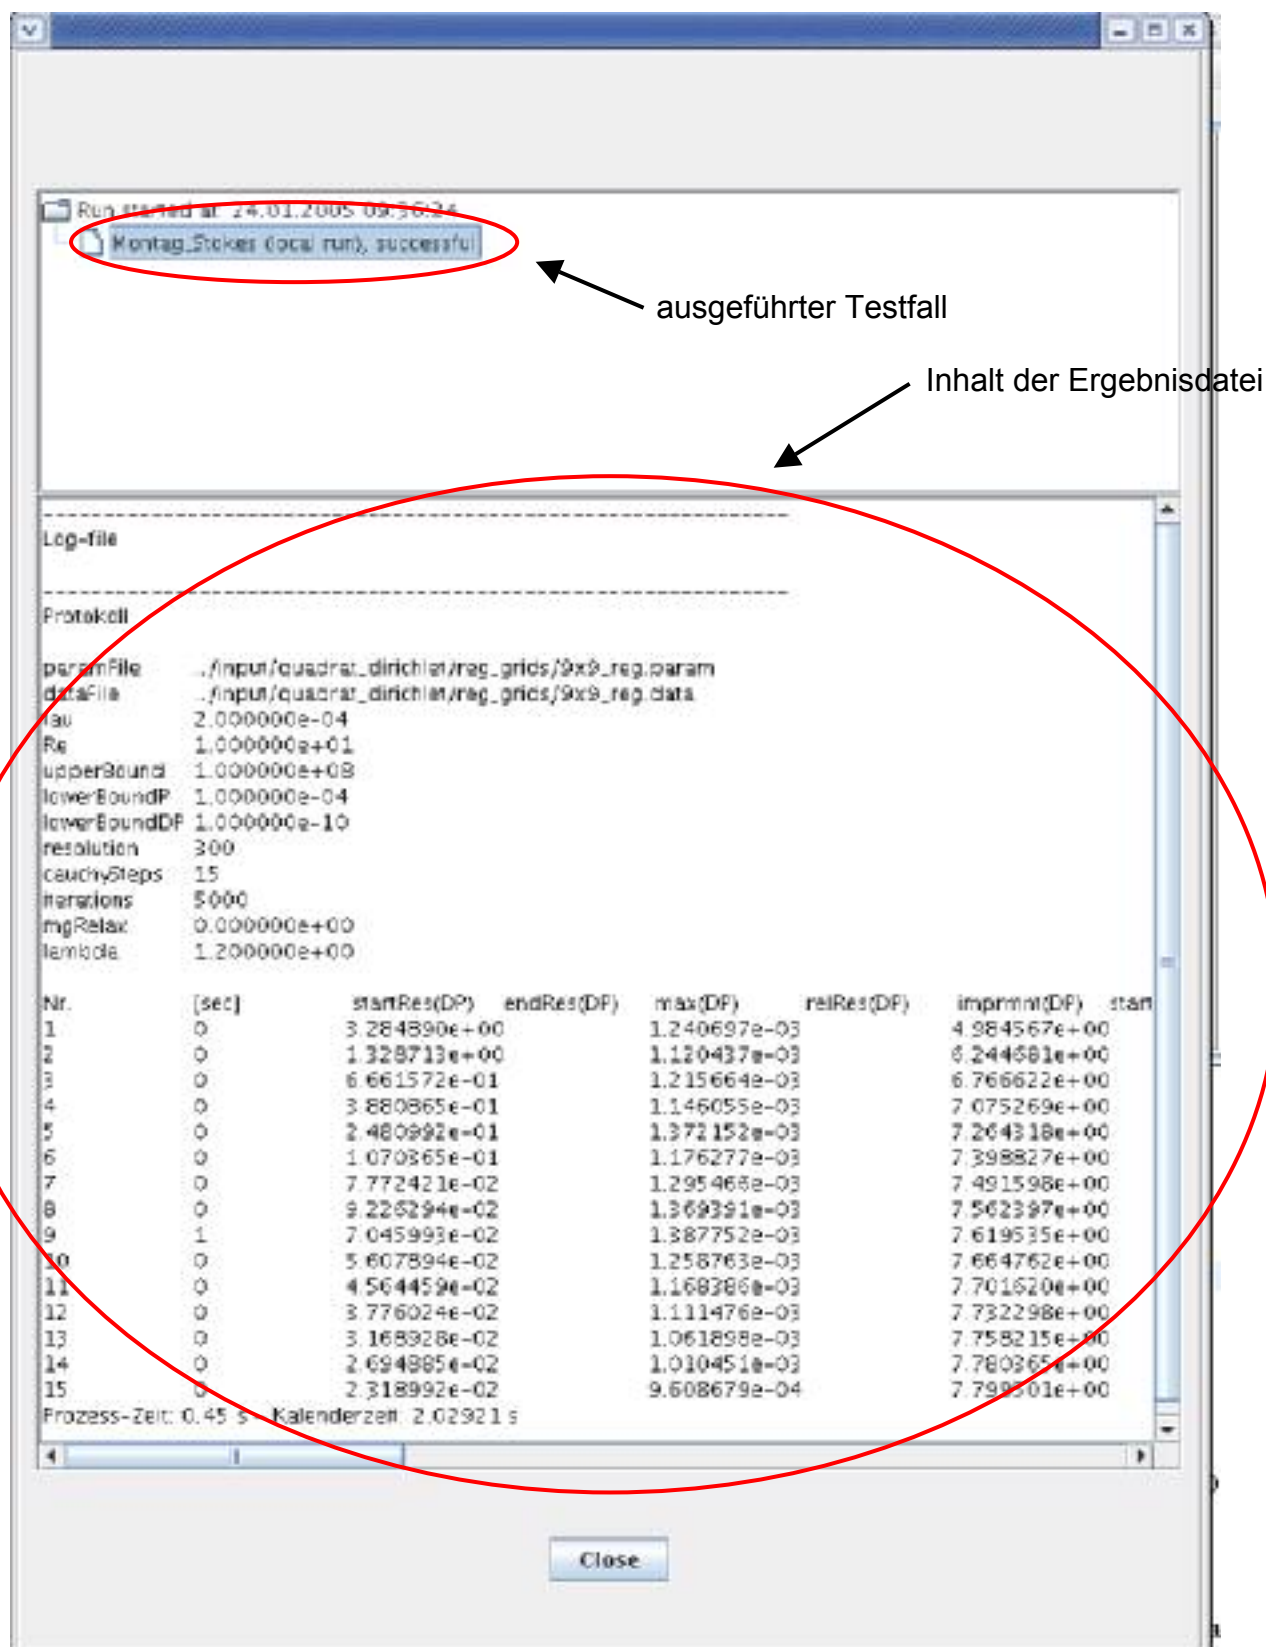 Run started at 24.01.2005 09:36:24
Montag_Stokes (local run), successful
ausgeführter Testfall
Inhalt der Ergebnisdatei
Log-file
Protokoll
paramFile ../input/quadrat_dirichlet/reg_grids/9x9_reg.param
dataFile ../input/quadrat_dirichlet/reg_grids/9x9_reg.data
tau 2.000000e-04
Re 1.000000e+01
upperBound 1.000000e+08
lowerBoundP 1.000000e-04
lowerBoundDP 1.000000e-10
resolution 300
cauchySteps 15
iterations 5000
mgRelax 0.000000e+00
lambda 1.200000e+00
Nr. [sec] startRes(DP) endRes(DP) max(DP) relRes(DP) imprmnt(DP) start
1 0 3.284890e+00 1.240697e-03 4.984567e+00
2 0 1.328713e+00 1.120437e-03 6.244681e+00
3 0 6.661572e-01 1.215664e-03 6.766622e+00
4 0 3.880865e-01 1.146055e-03 7.075269e+00
5 0 2.480992e-01 1.372152e-03 7.264318e+00
6 0 1.070365e-01 1.176277e-03 7.398827e+00
7 0 7.772421e-02 1.295466e-03 7.491598e+00
8 0 9.226294e-02 1.369391e-03 7.562397e+00
9 1 7.045993e-02 1.387752e-03 7.619535e+00
10 0 5.607894e-02 1.258763e-03 7.664762e+00
11 0 4.564459e-02 1.168386e-03 7.701620e+00
12 0 3.776024e-02 1.111476e-03 7.732298e+00
13 0 3.168928e-02 1.061898e-03 7.758215e+00
14 0 2.694885e-02 1.010451e-03 7.780365e+00
15 0 2.318992e-02 9.608679e-04 7.799501e+00
Prozess-Zeit: 0.45 s - Kalenderzeit: 2.02921 s
Close